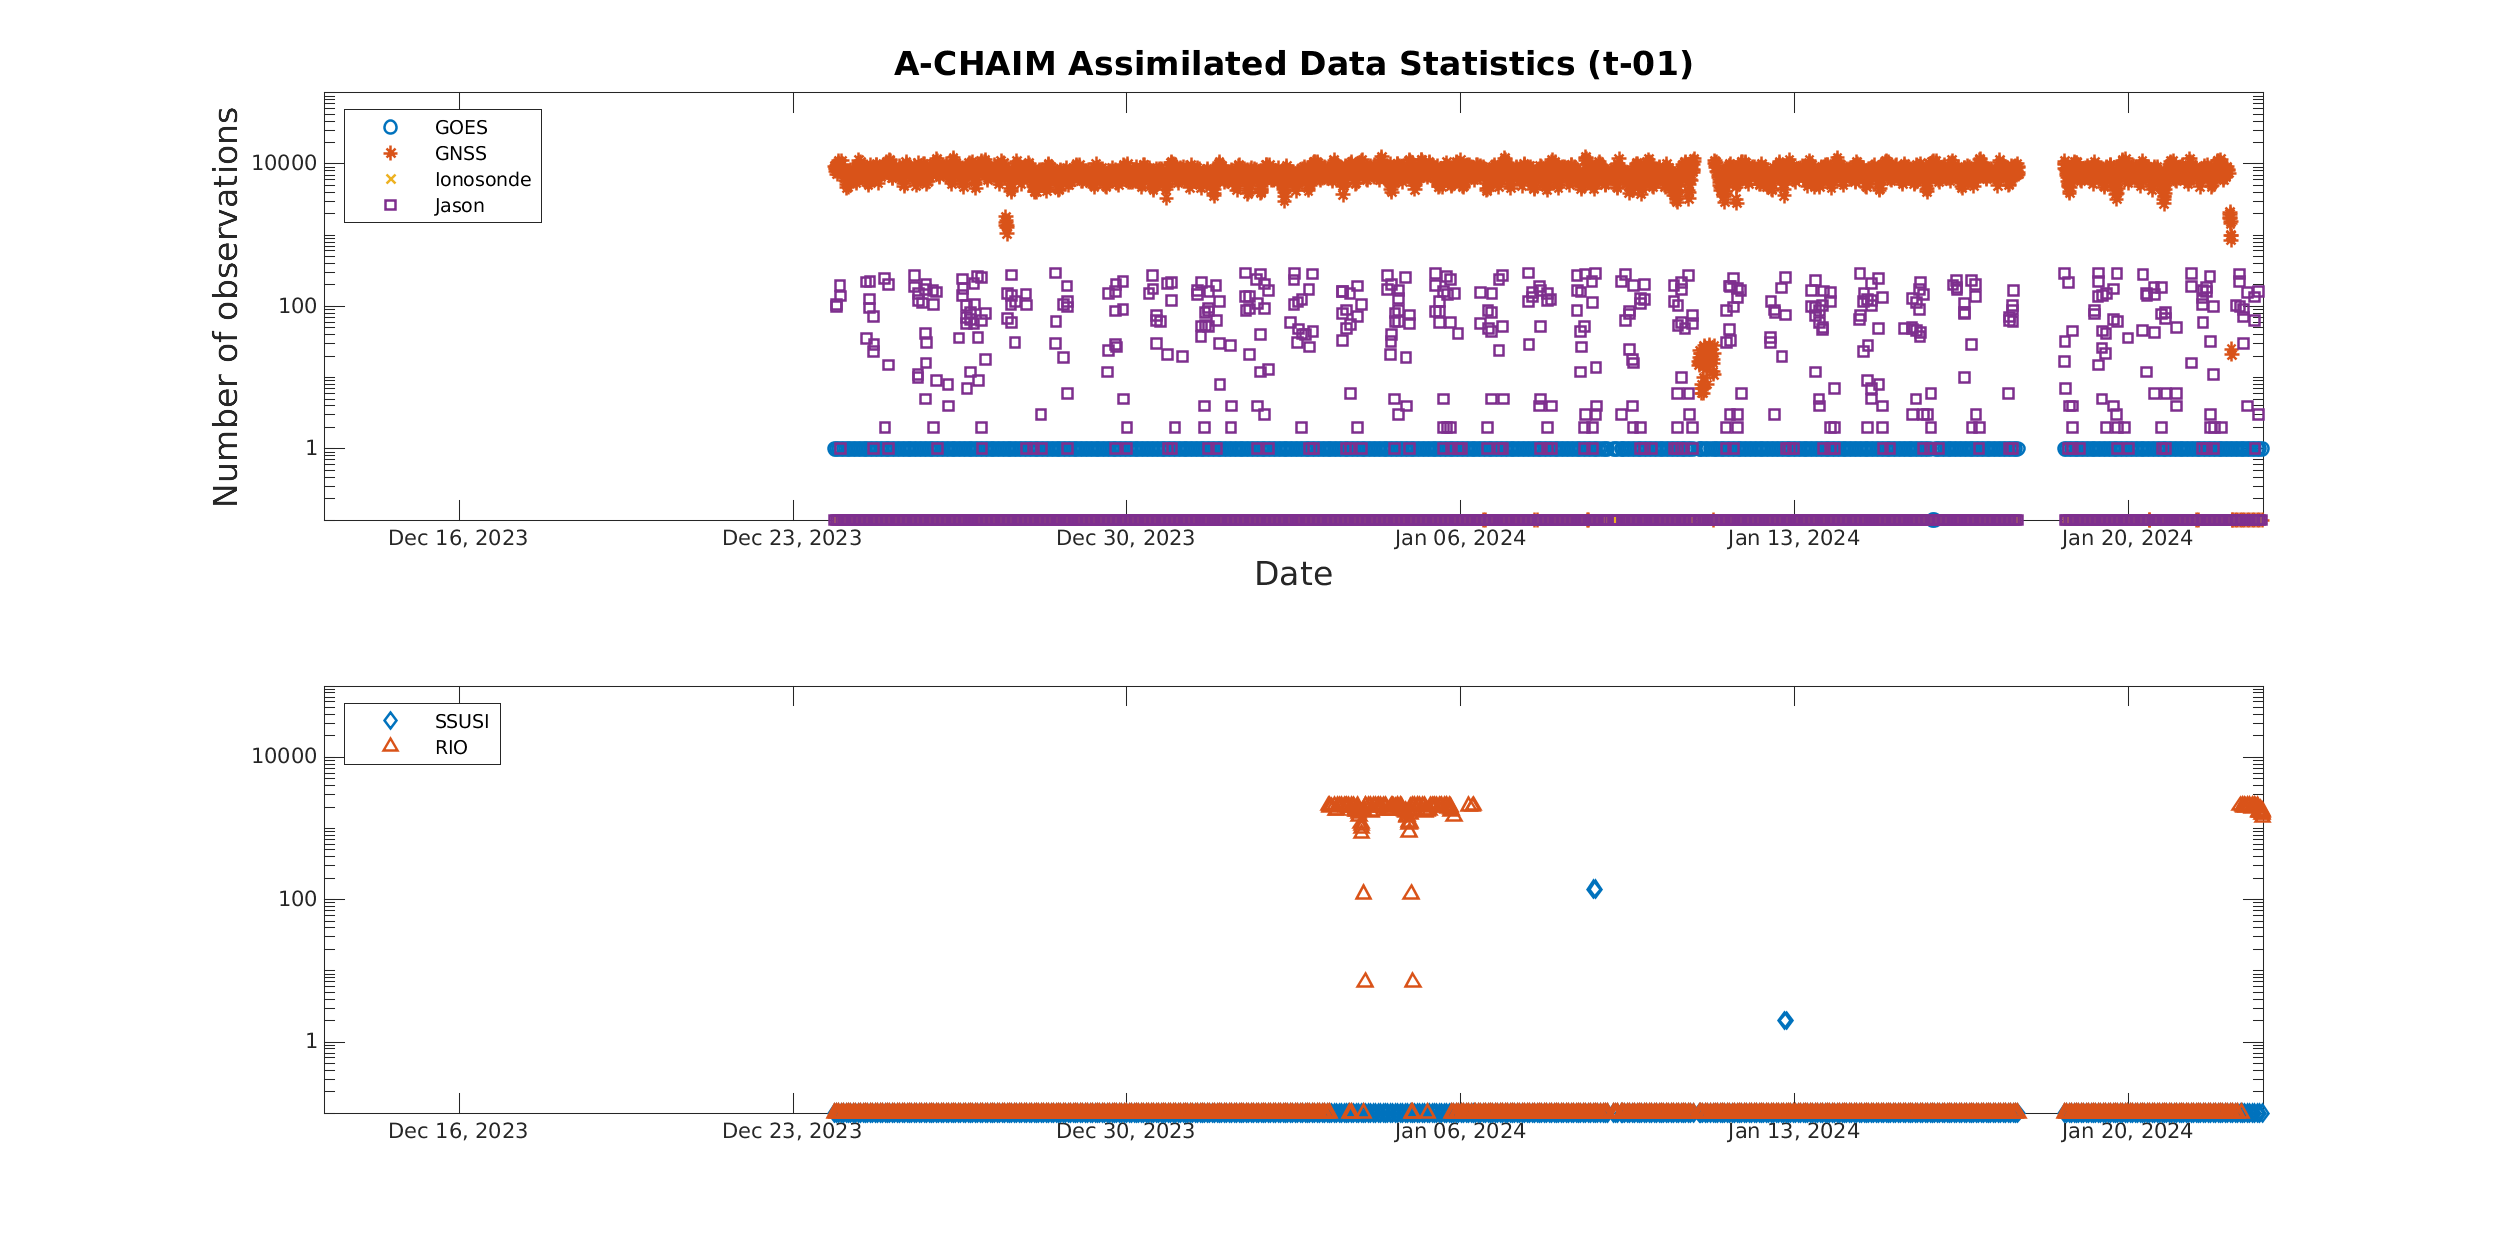 A-CHAIM Assimilated Data Statistics (t-01)
GOES
GNSS
Ionosonde
Jason
Number of observations
10000
100
1
Dec 16, 2023
Dec 23, 2023
Dec 30, 2023
Jan 06, 2024
Jan 13, 2024
Jan 20, 2024
Date
SSUSI
RIO
10000
100
1
Dec 16, 2023
Dec 23, 2023
Dec 30, 2023
Jan 06, 2024
Jan 13, 2024
Jan 20, 2024